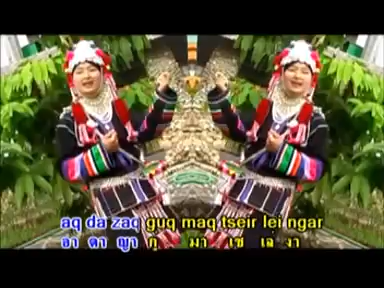 aq da zaq guq maq tseir lei ngar
อา ดา ญา กู มา เซ เล่ งา